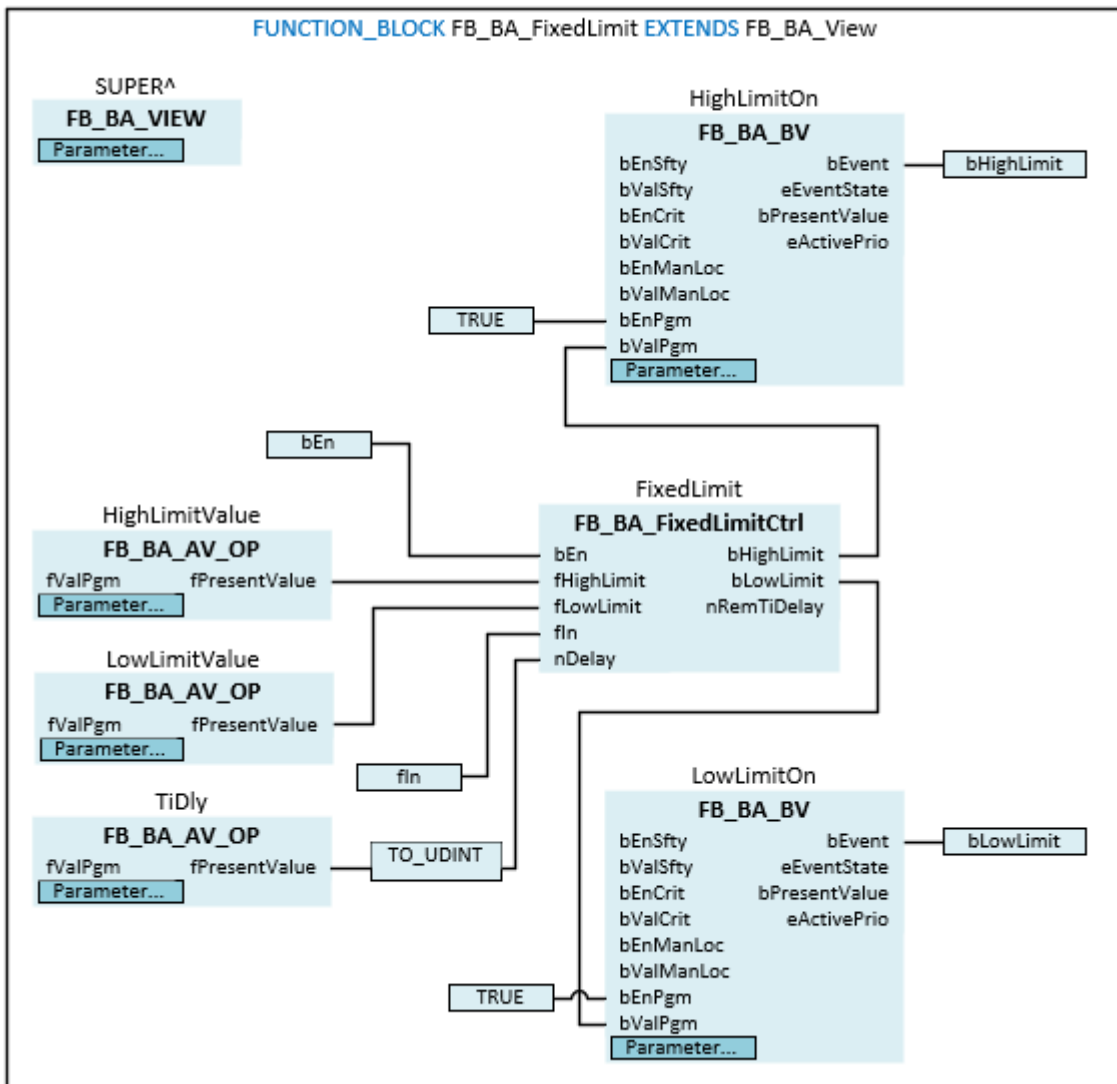 FUNCTION_BLOCK FB_BA_FixedLimit EXTENDS FB_BA_View
SUPER^
FB_BA_VIEW
Parameter...
HighLimitOn
FB_BA_BV
bEnSfty bEvent
bValSfty eEventState
bEnCrit bPresentValue
bValCrit eActivePrio
bEnManLoc
bValManLoc
bEnPgm
bValPgm
Parameter...
bHighLimit
TRUE
bEn
HighLimitValue
FB_BA_AV_OP
fValPgm fPresentValue
Parameter...
FixedLimit
FB_BA_FixedLimitCtrl
bEn bHighLimit
fHighLimit bLowLimit
fLowLimit nRemTiDelay
fIn
nDelay
LowLimitValue
FB_BA_AV_OP
fValPgm fPresentValue
Parameter...
fIn
TiDly
FB_BA_AV_OP
fValPgm fPresentValue
Parameter...
TO_UDINT
LowLimitOn
FB_BA_BV
bEnSfty bEvent
bValSfty eEventState
bEnCrit bPresentValue
bValCrit eActivePrio
bEnManLoc
bValManLoc
bEnPgm
bValPgm
Parameter...
bLowLimit
TRUE